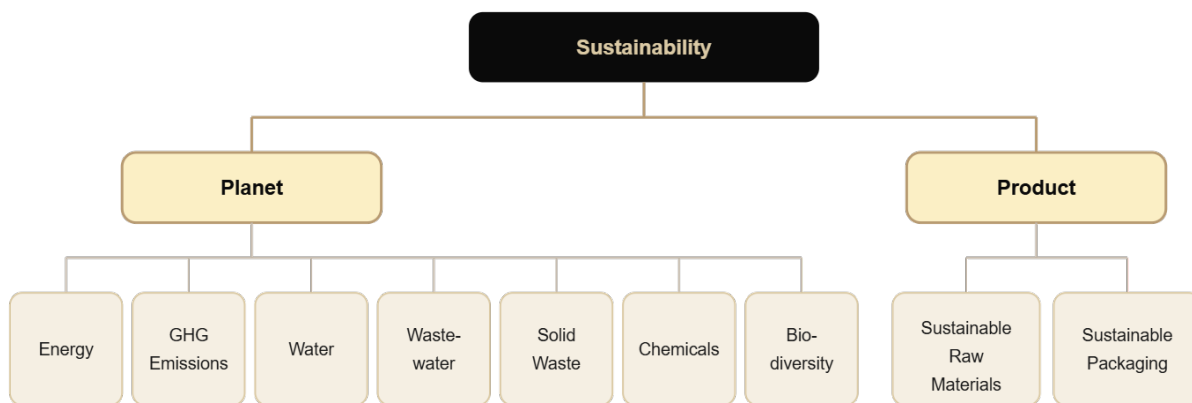 Sustainability
Planet
Product
Energy
GHG
Emissions
Water
Waste-
water
Solid
Waste
Chemicals
Bio-
diversity
Sustainable
Raw
Materials
Sustainable
Packaging